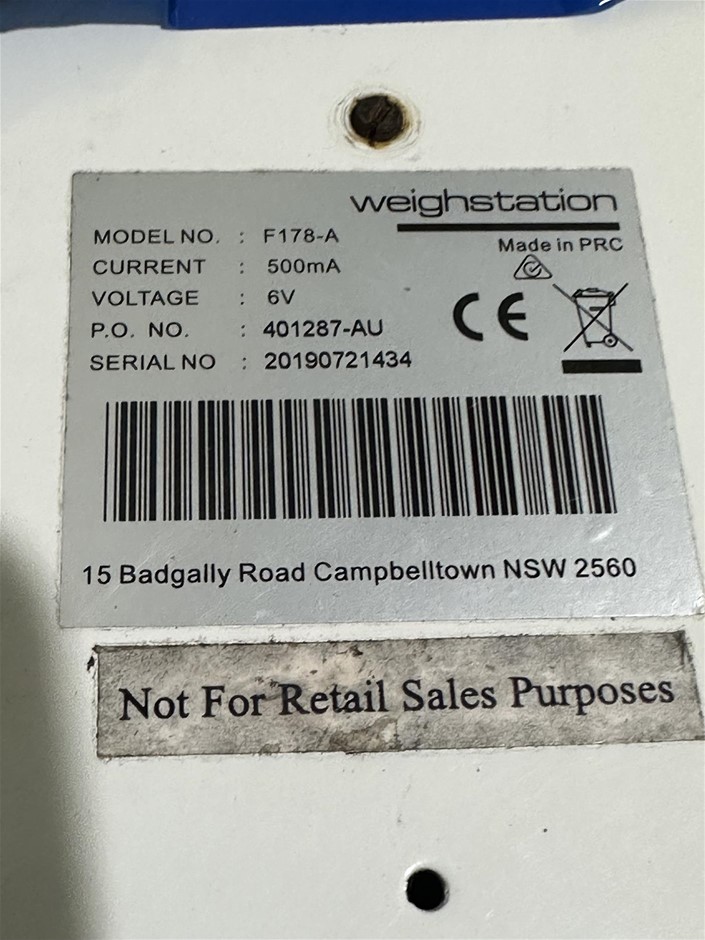 weighstation
Made in PRC
MODEL NO. : F178-A
CURRENT : 500mA
VOLTAGE : 6V
P.O. NO. : 401287-AU
SERIAL NO : 20190721434
CE
15 Badgally Road Campbelltown NSW 2560
Not For Retail Sales Purposes